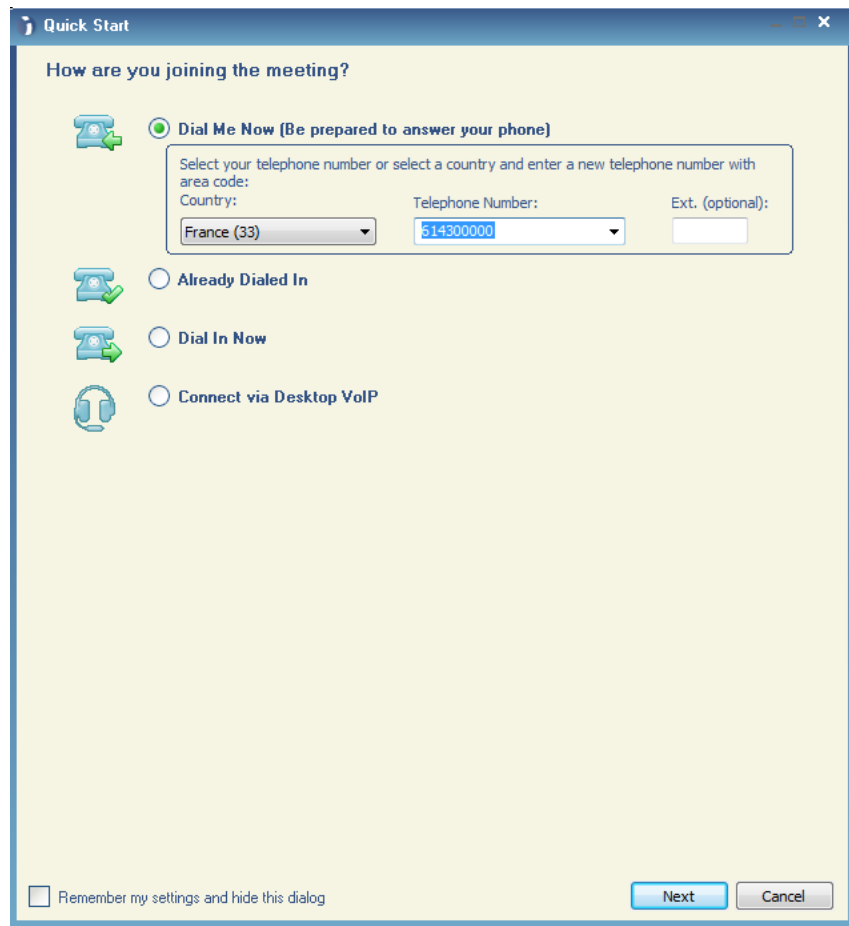 Quick Start
How are you joining the meeting?
Dial Me Now (Be prepared to answer your phone)
Select your telephone number or select a country and enter a new telephone number with
area code:
Country:
Telephone Number:
Ext. (optional):
France (33)
614300000
Already Dialed In
Dial In Now
Connect via Desktop VoIP
Remember my settings and hide this dialog
Next
Cancel